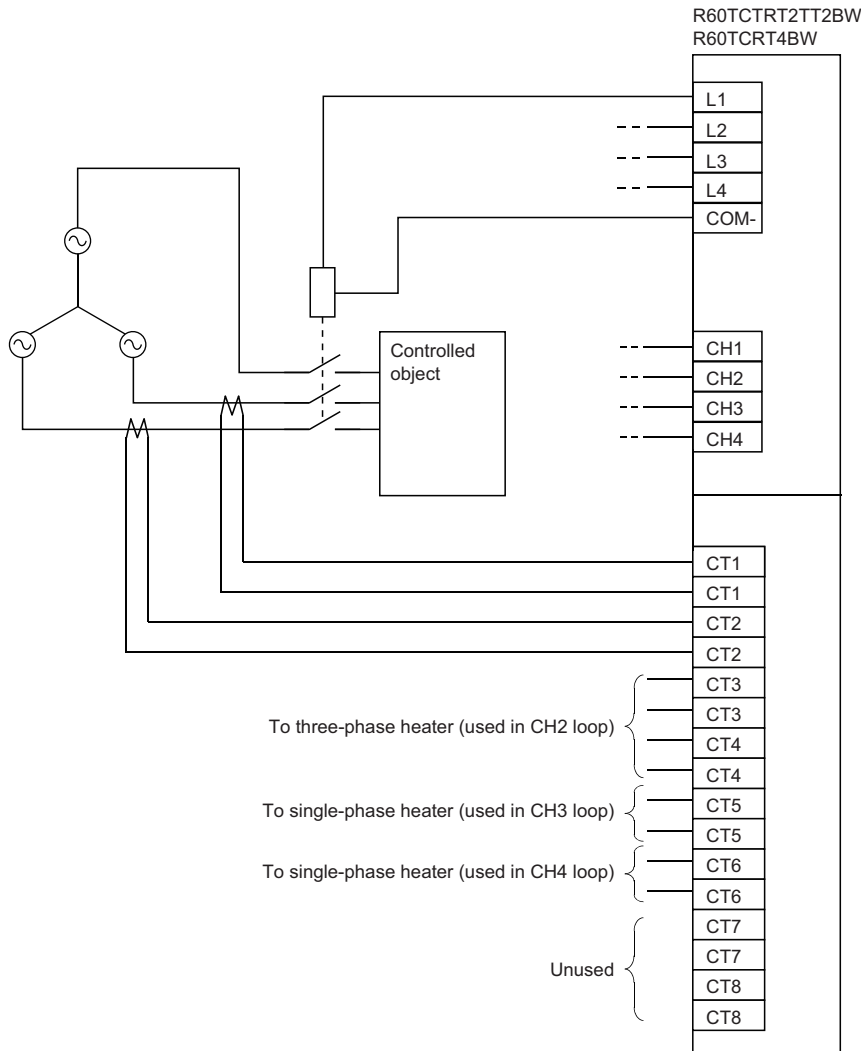 R60TCTRT2TT2BW
R60TCRT4BW
L1
L2
L3
L4
COM-
Controlled
object
CH1
CH2
CH3
CH4
CT1
CT1
CT2
CT2
CT3
CT3
To three-phase heater (used in CH2 loop)
CT4
CT4
CT5
To single-phase heater (used in CH3 loop)
CT5
CT6
To single-phase heater (used in CH4 loop)
CT6
CT7
CT7
Unused
CT8
CT8